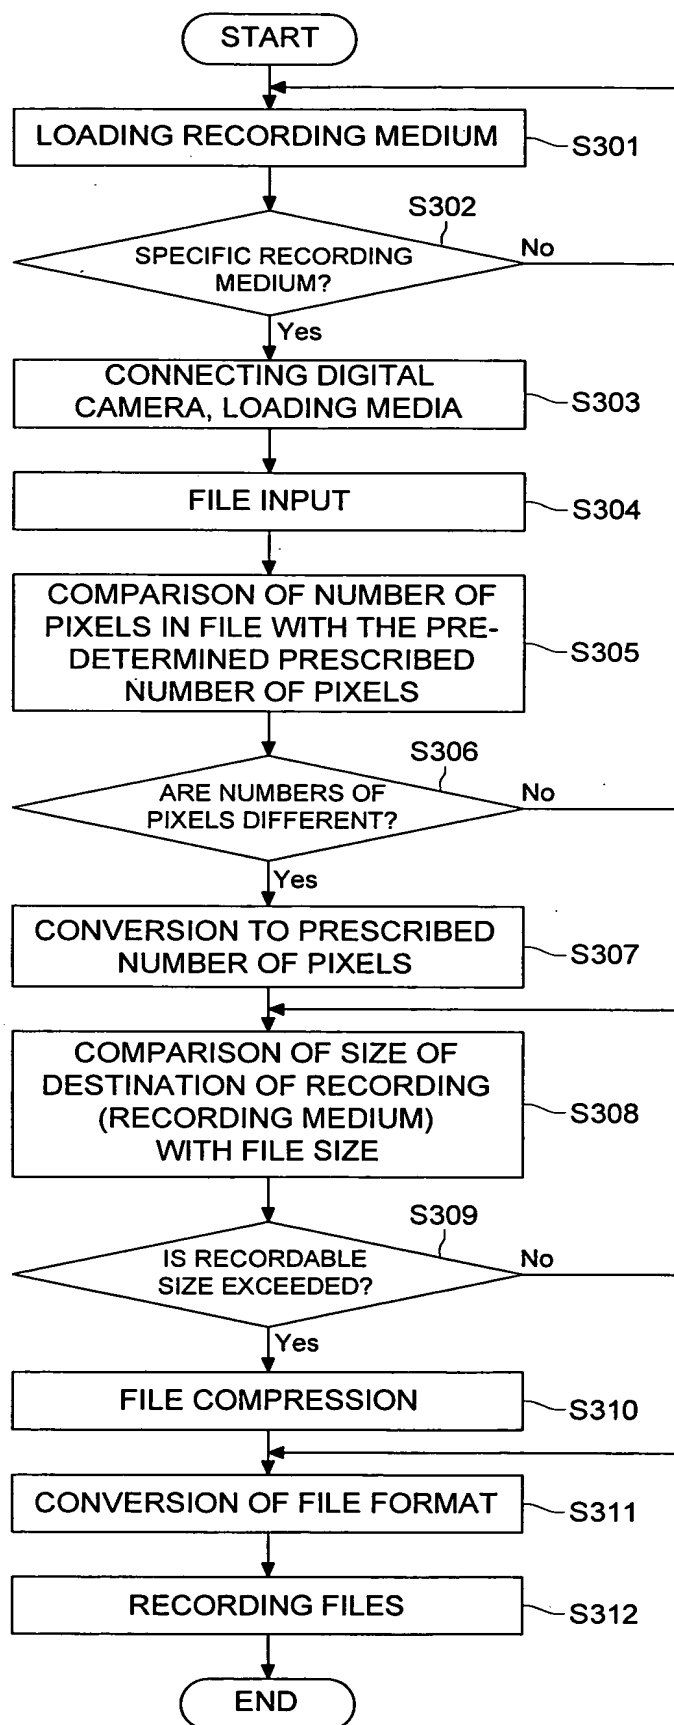 START
LOADING RECORDING MEDIUM
S301
S302
SPECIFIC RECORDING
MEDIUM?
No
Yes
CONNECTING DIGITAL
CAMERA, LOADING MEDIA
S303
FILE INPUT
S304
COMPARISON OF NUMBER OF
PIXELS IN FILE WITH THE PRE-
DETERMINED PRESCRIBED
NUMBER OF PIXELS
S305
S306
ARE NUMBERS OF
PIXELS DIFFERENT?
No
Yes
CONVERSION TO PRESCRIBED
NUMBER OF PIXELS
S307
COMPARISON OF SIZE OF
DESTINATION OF RECORDING
(RECORDING MEDIUM)
WITH FILE SIZE
S308
S309
IS RECORDABLE
SIZE EXCEEDED?
No
Yes
FILE COMPRESSION
S310
CONVERSION OF FILE FORMAT
S311
RECORDING FILES
S312
END